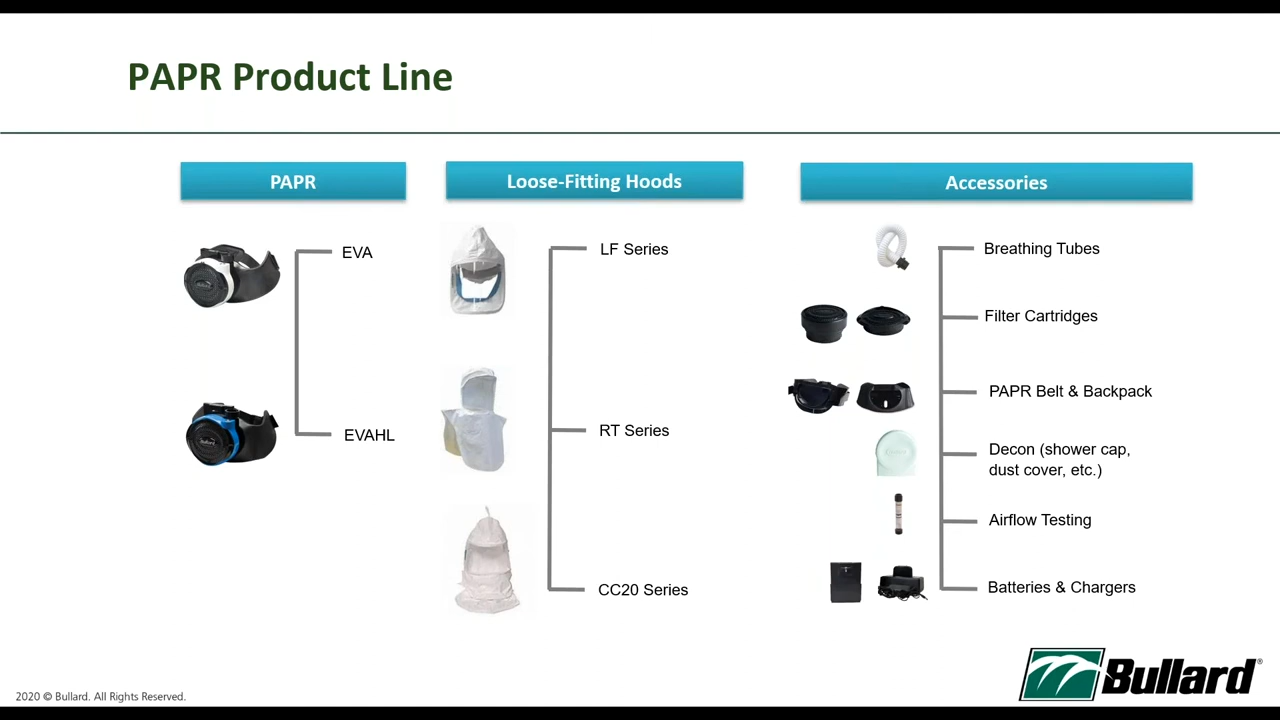 PAPR Product Line
PAPR
EVA
EVAHL
Loose-Fitting Hoods
LF Series
RT Series
CC20 Series
Accessories
Breathing Tubes
Filter Cartridges
PAPR Belt & Backpack
Decon (shower cap,
dust cover, etc.)
Airflow Testing
Batteries & Chargers
2020 © Bullard. All Rights Reserved.
Bullard®